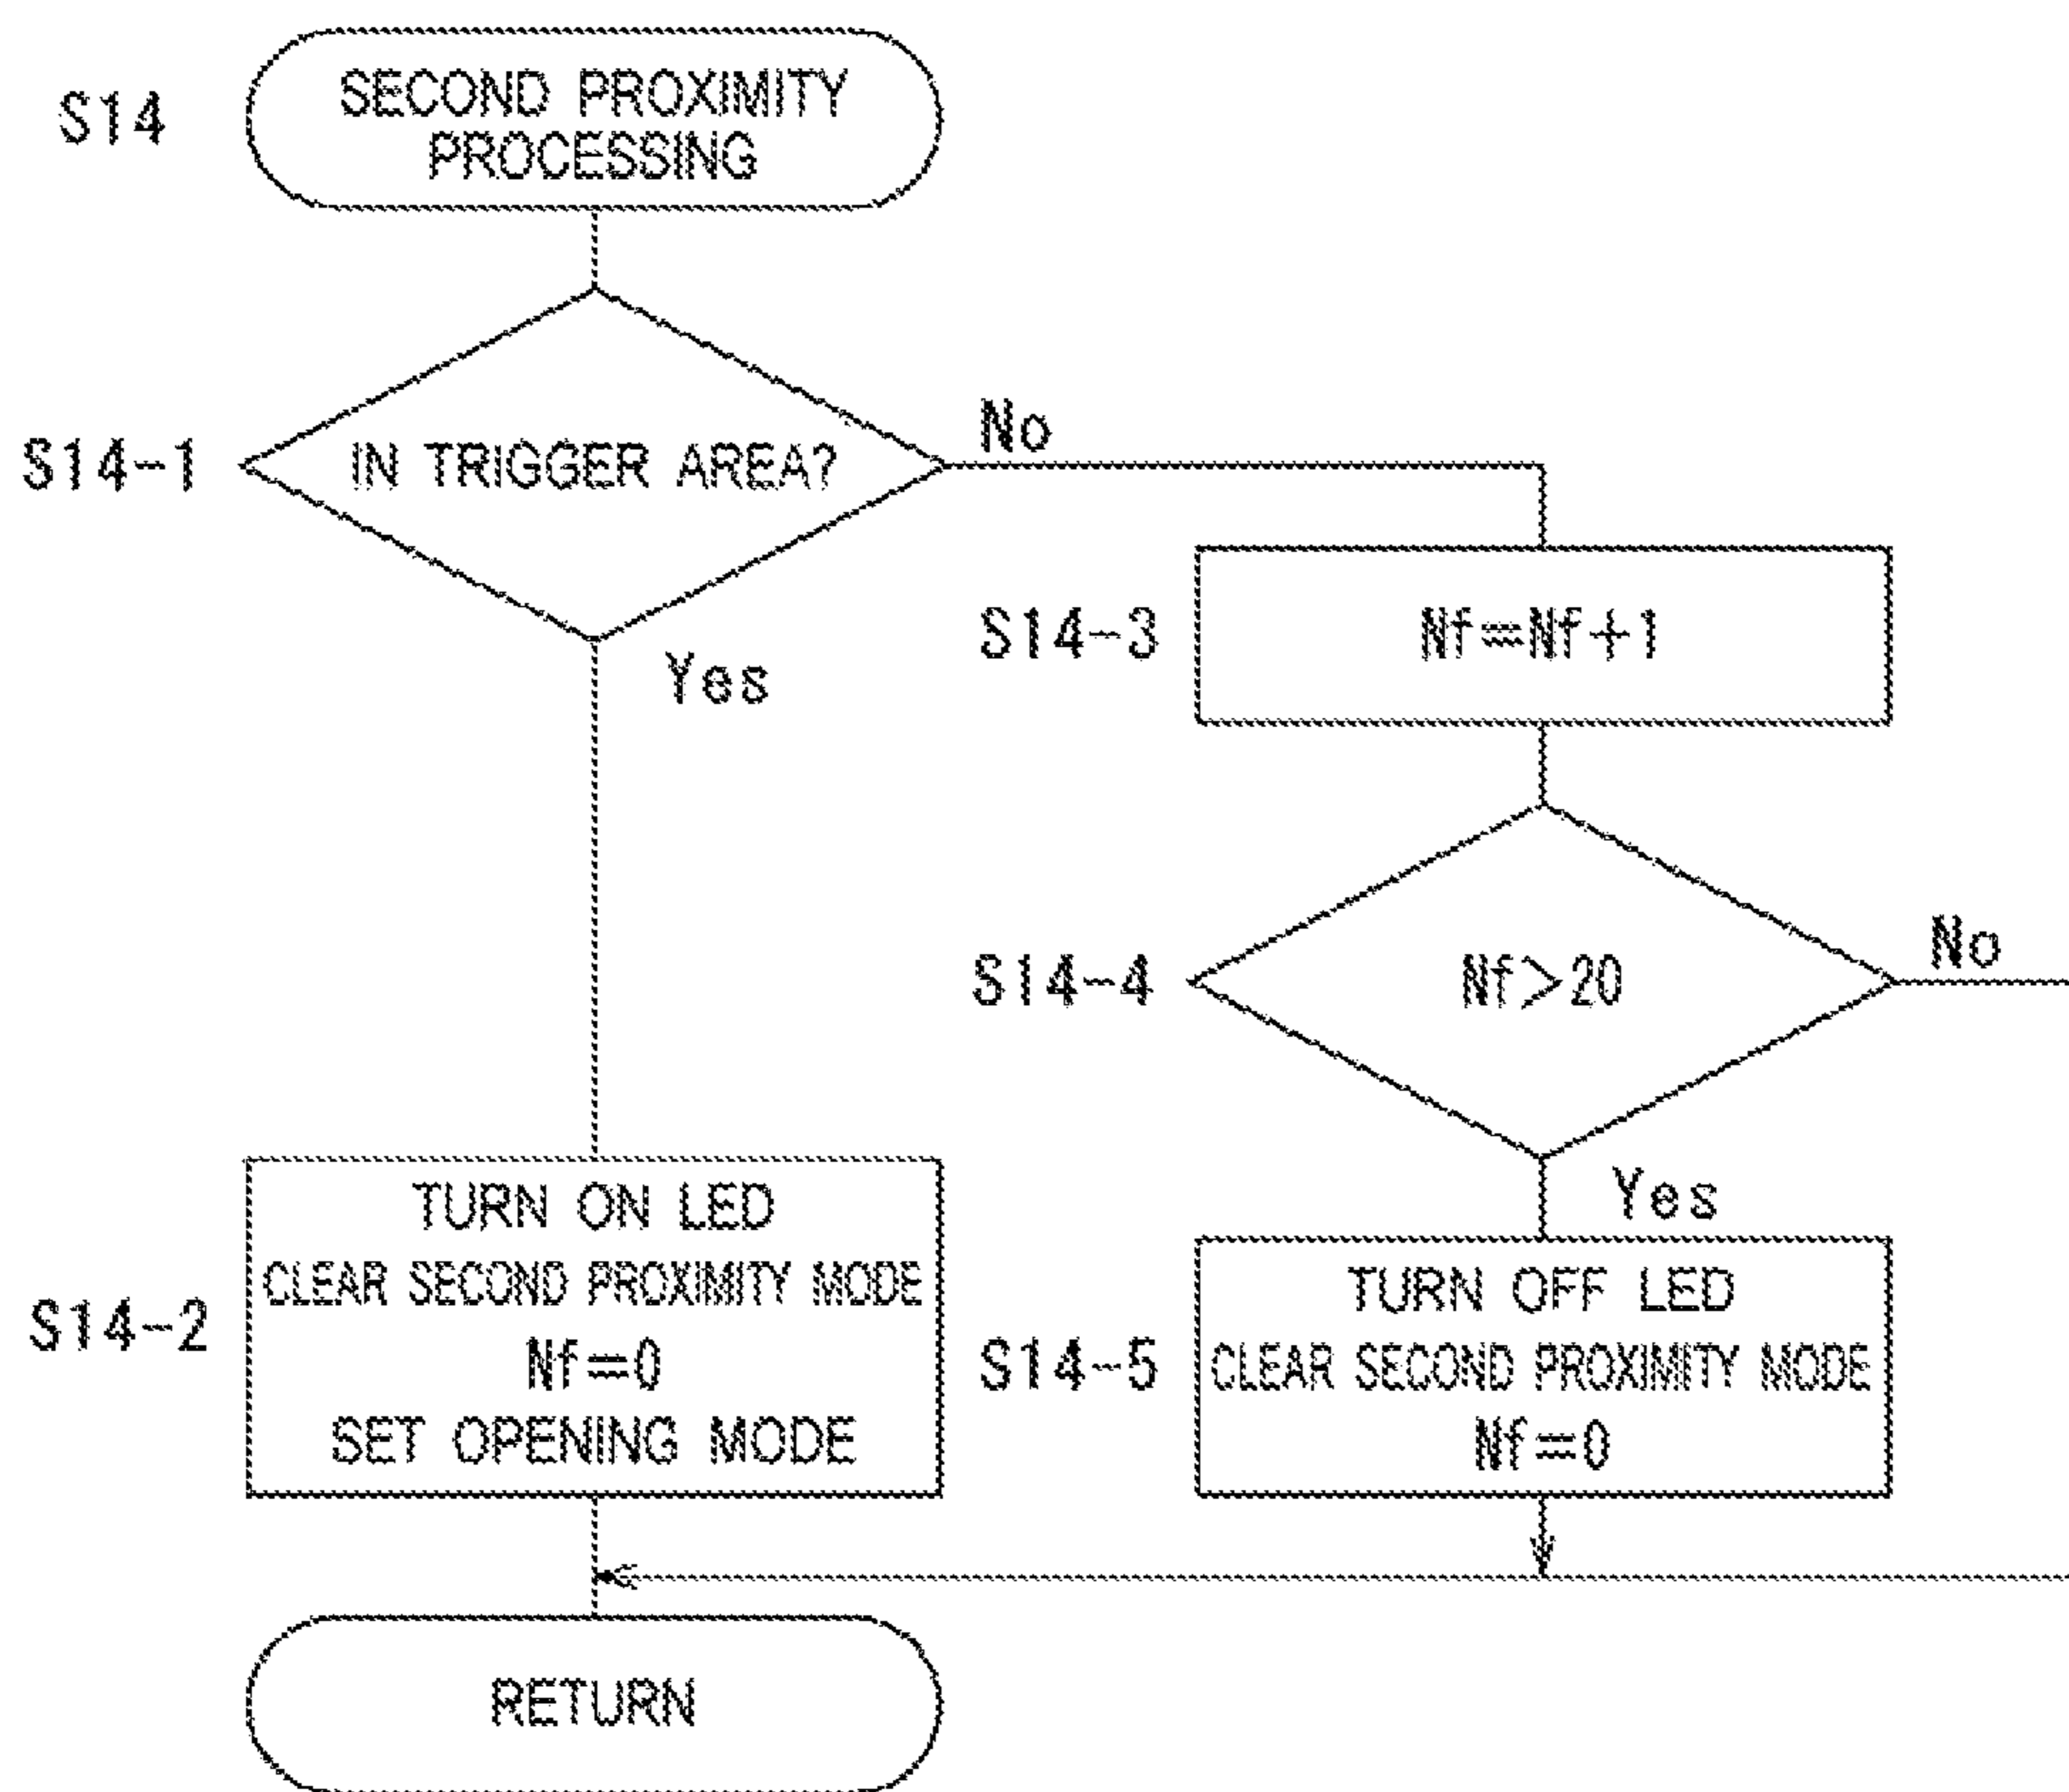 S14
SECOND PROXIMITY
PROCESSING
S14-1
IN TRIGGER AREA?
No
Yes
S14-3
Nf=Nf+1
S14-4
Nf>20
No
Yes
S14-2
TURN ON LED
CLEAR SECOND PROXIMITY MODE
Nf=0
SET OPENING MODE
S14-5
TURN OFF LED
CLEAR SECOND PROXIMITY MODE
Nf=0
RETURN